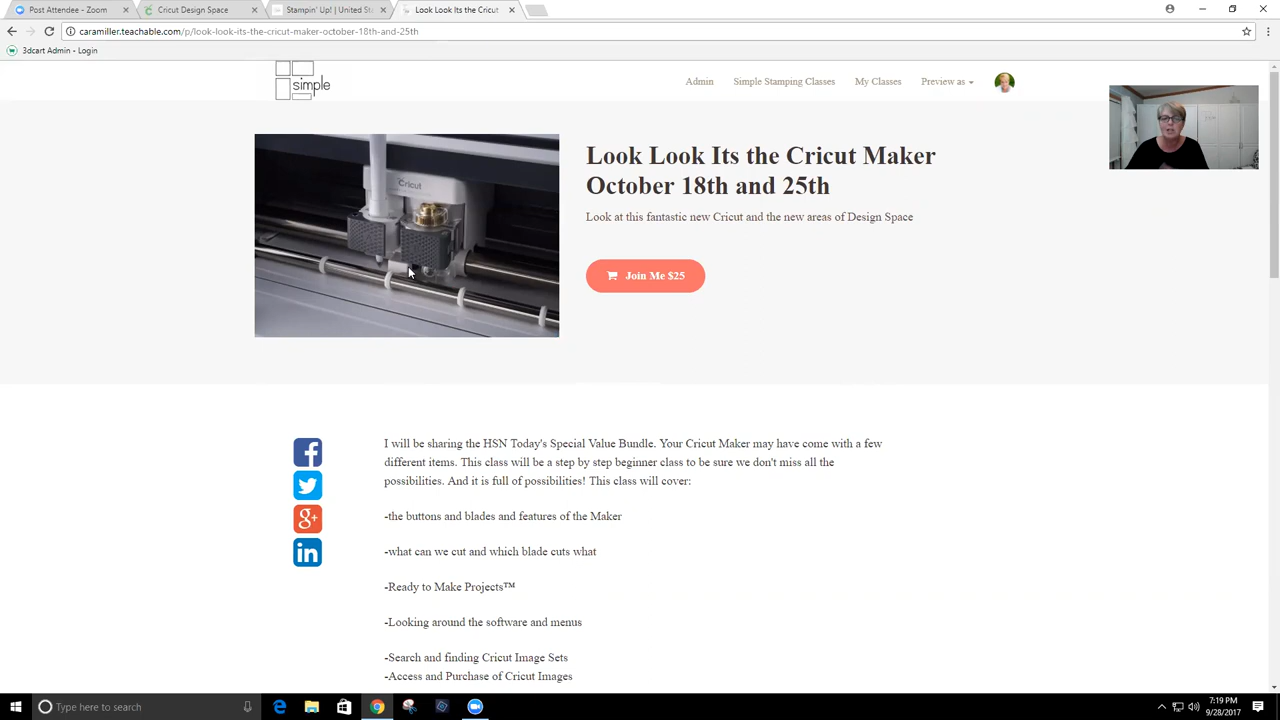 Post Attendee - Zoom
Cricut Design Space
Stampin' Up! | United St
Look Look Its the Cricut
caramiller.teachable.com/p/look-look-its-the-cricut-maker-october-18th-and-25th
3dcart Admin - Login
simple
Admin
Simple Stamping Classes
My Classes
Preview as
Cricut
Look Look Its the Cricut Maker
October 18th and 25th
Look at this fantastic new Cricut and the new areas of Design Space
Join Me $25
I will be sharing the HSN Today's Special Value Bundle. Your Cricut Maker may have come with a few
different items. This class will be a step by step beginner class to be sure we don't miss all the
possibilities. And it is full of possibilities! This class will cover:
-the buttons and blades and features of the Maker
-what can we cut and which blade cuts what
-Ready to Make Projects™
-Looking around the software and menus
-Search and finding Cricut Image Sets
-Access and Purchase of Cricut Images
Type here to search
7:19 PM
9/28/2017